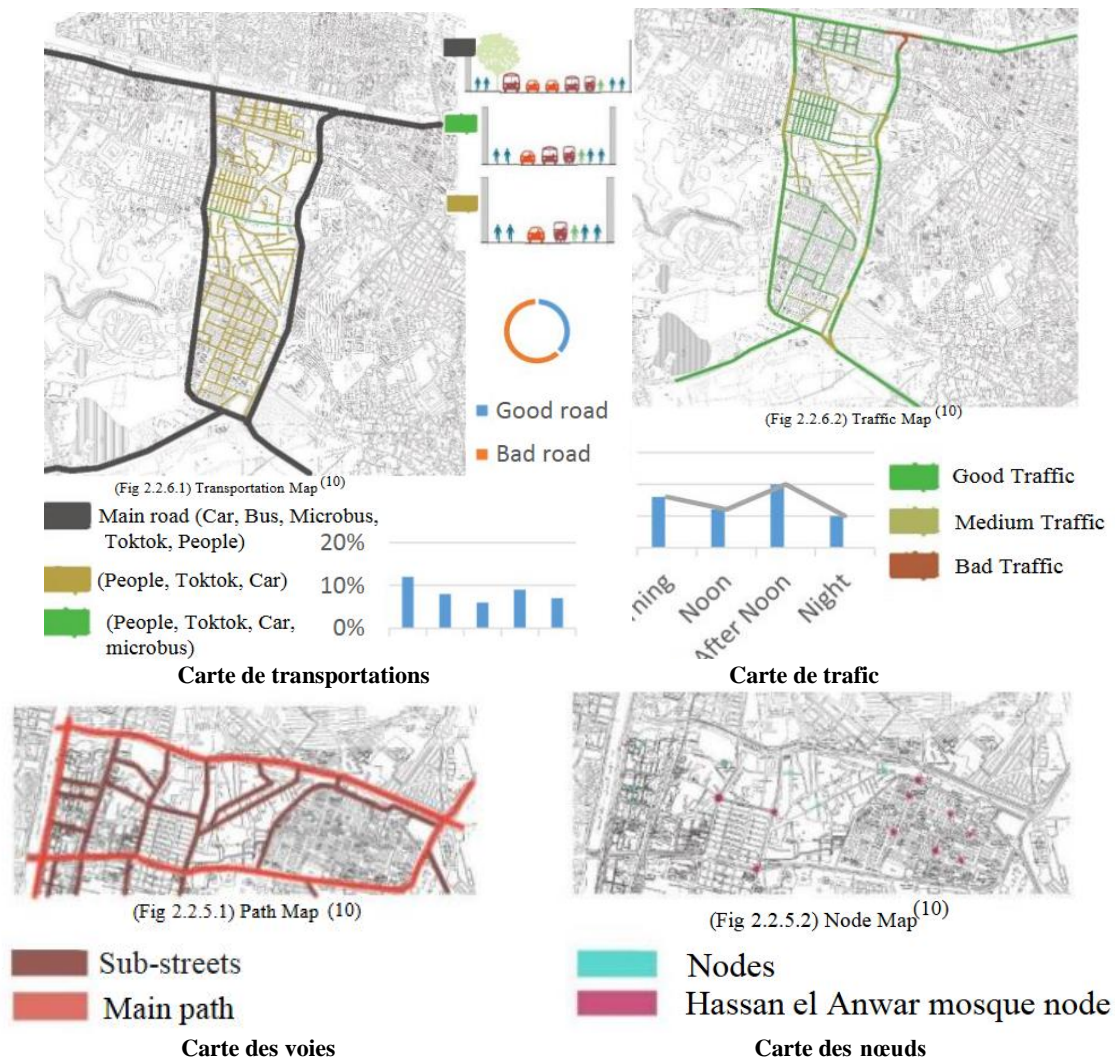 Good road
Bad road
(Fig 2.2.6.1) Transportation Map (10)
Main road (Car, Bus, Microbus,
Toktok, People)
(People, Toktok, Car)
(People, Toktok, Car,
microbus)
20%
10%
0%
Carte de transportations
(Fig 2.2.6.2) Traffic Map (10)
Good Traffic
Medium Traffic
Bad Traffic
rning
Noon
After Noon
Night
Carte de trafic
(Fig 2.2.5.1) Path Map (10)
Sub-streets
Main path
Carte des voies
(Fig 2.2.5.2) Node Map (10)
Nodes
Hassan el Anwar mosque node
Carte des nœuds